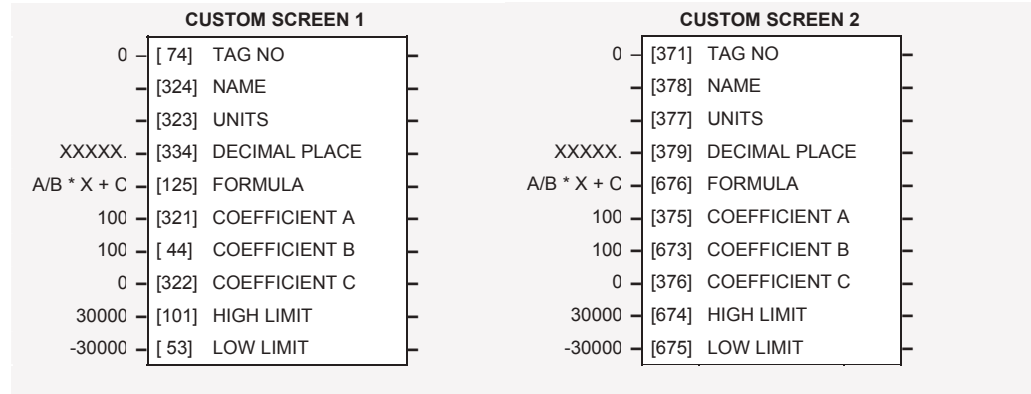 CUSTOM SCREEN 1
0 – [ 74] TAG NO –
– [324] NAME –
– [323] UNITS –
XXXXX. – [334] DECIMAL PLACE –
A/B * X + C – [125] FORMULA –
100 – [321] COEFFICIENT A –
100 – [ 44] COEFFICIENT B –
0 – [322] COEFFICIENT C –
30000 – [101] HIGH LIMIT –
-30000 – [ 53] LOW LIMIT –
CUSTOM SCREEN 2
0 – [371] TAG NO –
– [378] NAME –
– [377] UNITS –
XXXXX. – [379] DECIMAL PLACE –
A/B * X + C – [676] FORMULA –
100 – [375] COEFFICIENT A –
100 – [673] COEFFICIENT B –
0 – [376] COEFFICIENT C –
30000 – [674] HIGH LIMIT –
-30000 – [675] LOW LIMIT –